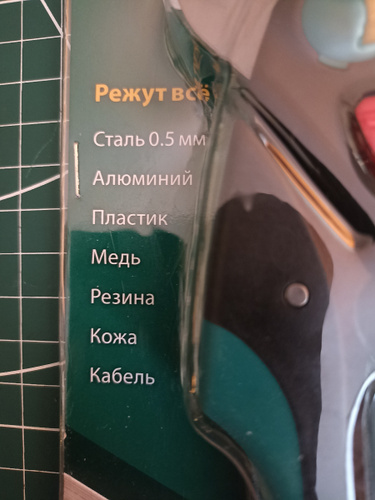 Режут всё
Сталь 0.5 мм
Алюминий
Пластик
Медь
Резина
Кожа
Кабель